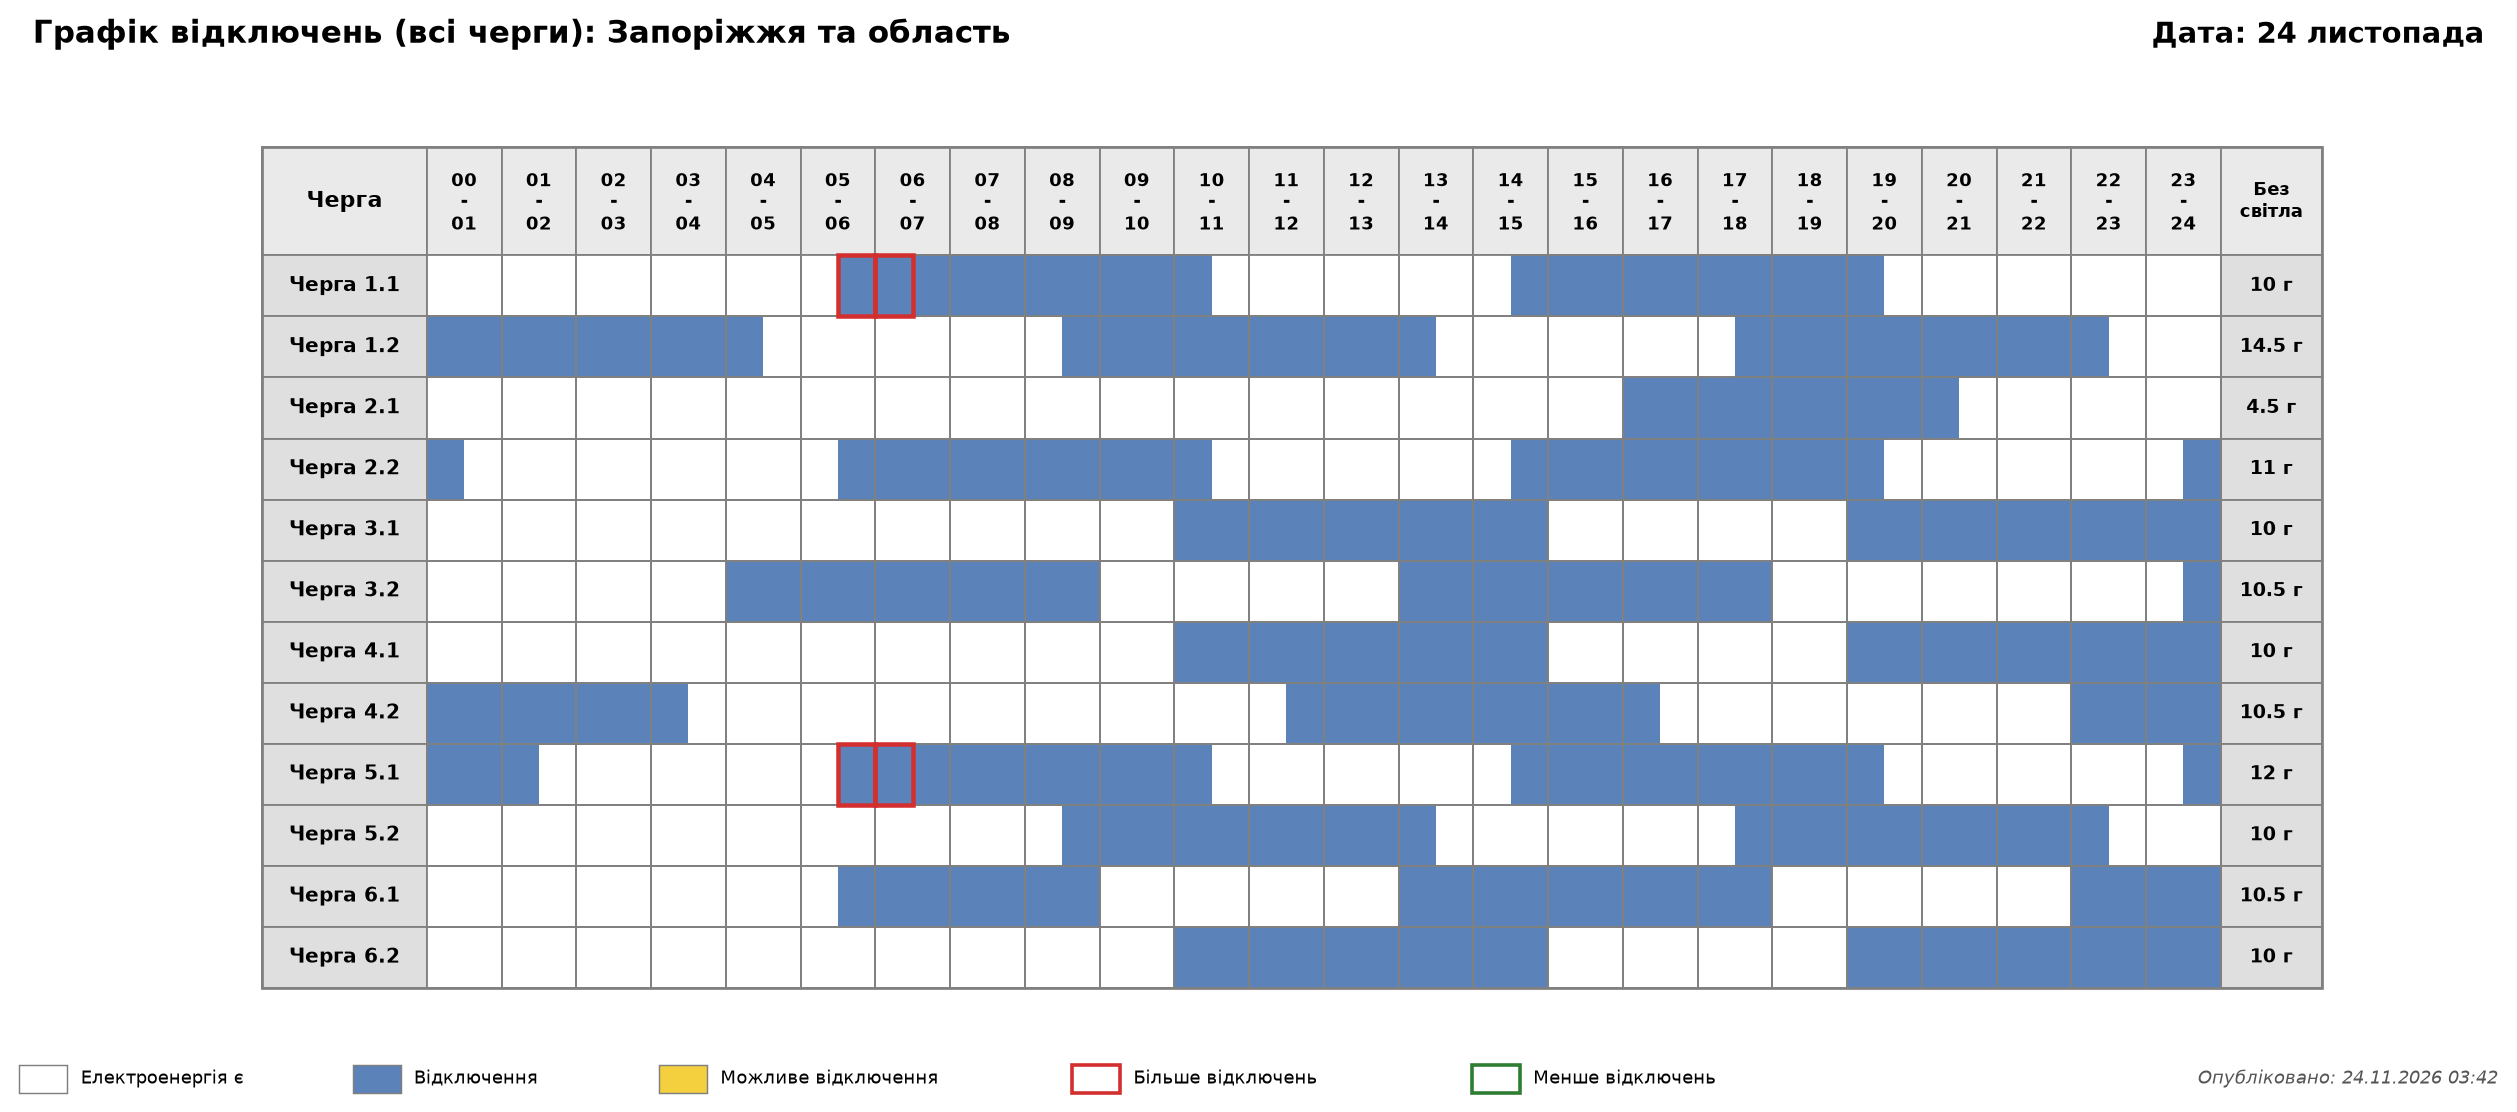 Графік відключень (всі черги): Запоріжжя та область
Дата: 24 листопада
Черга
00 - 01
01 - 02
02 - 03
03 - 04
04 - 05
05 - 06
06 - 07
07 - 08
08 - 09
09 - 10
10 - 11
11 - 12
12 - 13
13 - 14
14 - 15
15 - 16
16 - 17
17 - 18
18 - 19
19 - 20
20 - 21
21 - 22
22 - 23
23 - 24
Без світла
Черга 1.1 10 г
Черга 1.2 14.5 г
Черга 2.1 4.5 г
Черга 2.2 11 г
Черга 3.1 10 г
Черга 3.2 10.5 г
Черга 4.1 10 г
Черга 4.2 10.5 г
Черга 5.1 12 г
Черга 5.2 10 г
Черга 6.1 10.5 г
Черга 6.2 10 г
Електроенергія є
Відключення
Можливе відключення
Більше відключень
Менше відключень
Опубліковано: 24.11.2026 03:42